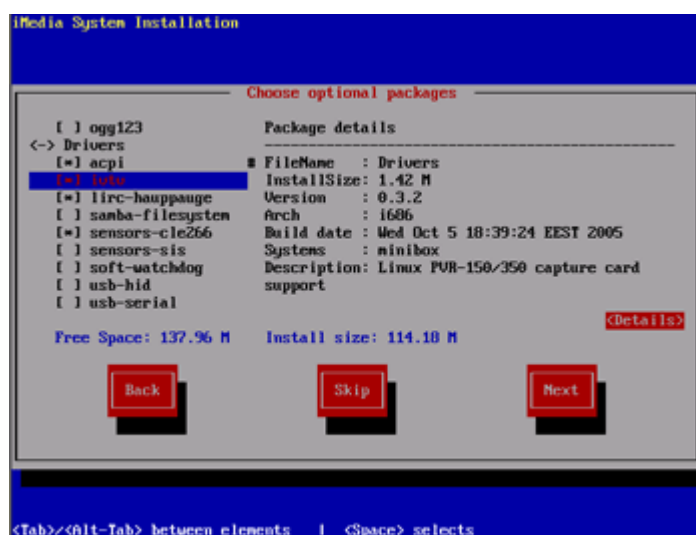 iMedia System Installation
Choose optional packages
[ ] ogg123
<-> Drivers
[*] acpi
[*] ivtv
[*] lirc-hauppauge
[ ] samba-filesystem
[*] sensors-cle266
[ ] sensors-sis
[ ] soft-watchdog
[ ] usb-hid
[ ] usb-serial
Package details
# FileName : Drivers
InstallSize: 1.42 M
Version : 0.3.2
Arch : i686
Build date : Wed Oct 5 18:39:24 EEST 2005
Systems : minibox
Description: Linux PVR-150/350 capture card
support
<Details>
Free Space: 137.96 M Install size: 114.18 M
Back Skip Next
<Tab>/<Alt-Tab> between elements | <Space> selects